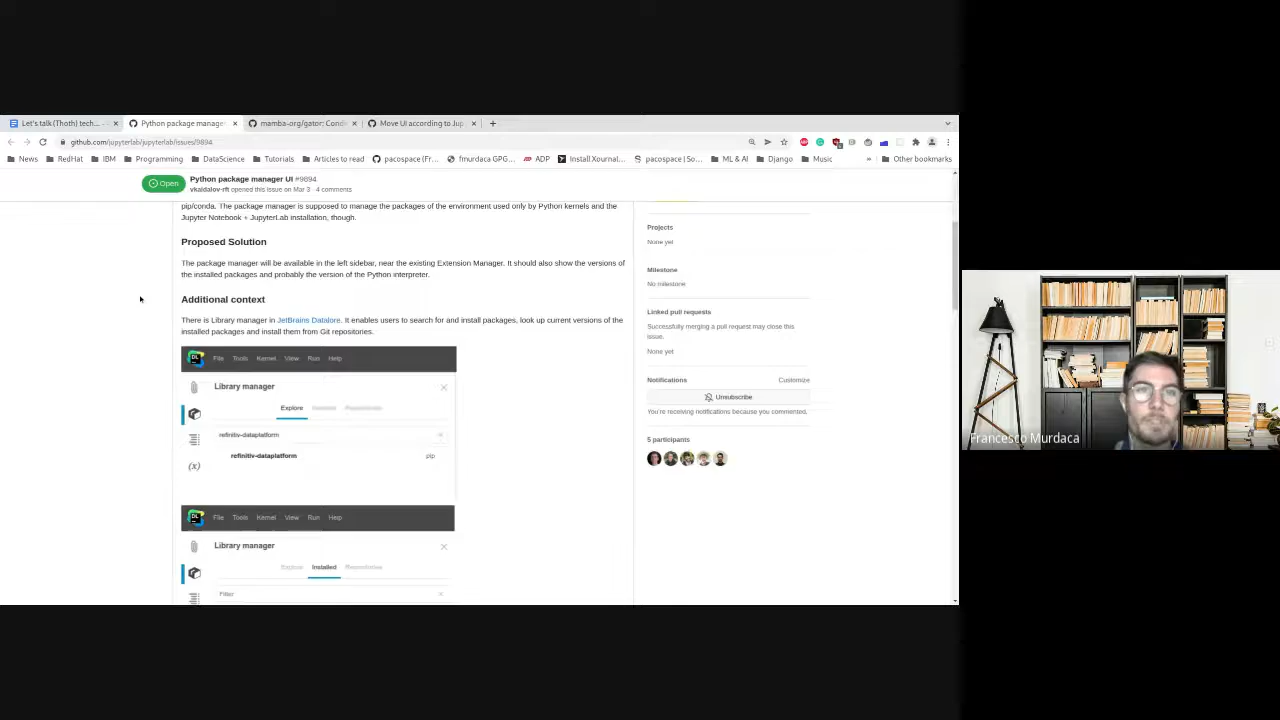 Let's talk (Thoth) tech...
Python package manage
mamba-org/gator: Cond
Move UI according to Jup
github.com/jupyterlab/jupyterlab/issues/9894
News
RedHat
IBM
Programming
DataScience
Tutorials
Articles to read
pacospace (Fr...
fmurdaca GPG...
ADP
Install Xournal...
pacospace | So...
ML & AI
Django
Music
»
Other bookmarks
Open
Python package manager UI #9894
vkaidalov-rft opened this issue on Mar 3 · 4 comments
pip/conda. The package manager is supposed to manage the packages of the environment used only by Python kernels and the
Jupyter Notebook + JupyterLab installation, though.
Proposed Solution
The package manager will be available in the left sidebar, near the existing Extension Manager. It should also show the versions of
the installed packages and probably the version of the Python interpreter.
Additional context
There is Library manager in JetBrains Datalore. It enables users to search for and install packages, look up current versions of the
installed packages and install them from Git repositories.
DL File Tools Kernel View Run Help
Library manager
Explore Installed Repositories
refinitiv-dataplatform
refinitiv-dataplatform pip
(x)
DL File Tools Kernel View Run Help
Library manager
Explore Installed Repositories
Filter
Projects
None yet
Milestone
No milestone
Linked pull requests
Successfully merging a pull request may close this
issue.
None yet
Notifications Customize
Unsubscribe
You're receiving notifications because you commented.
5 participants
Francesco Murdaca